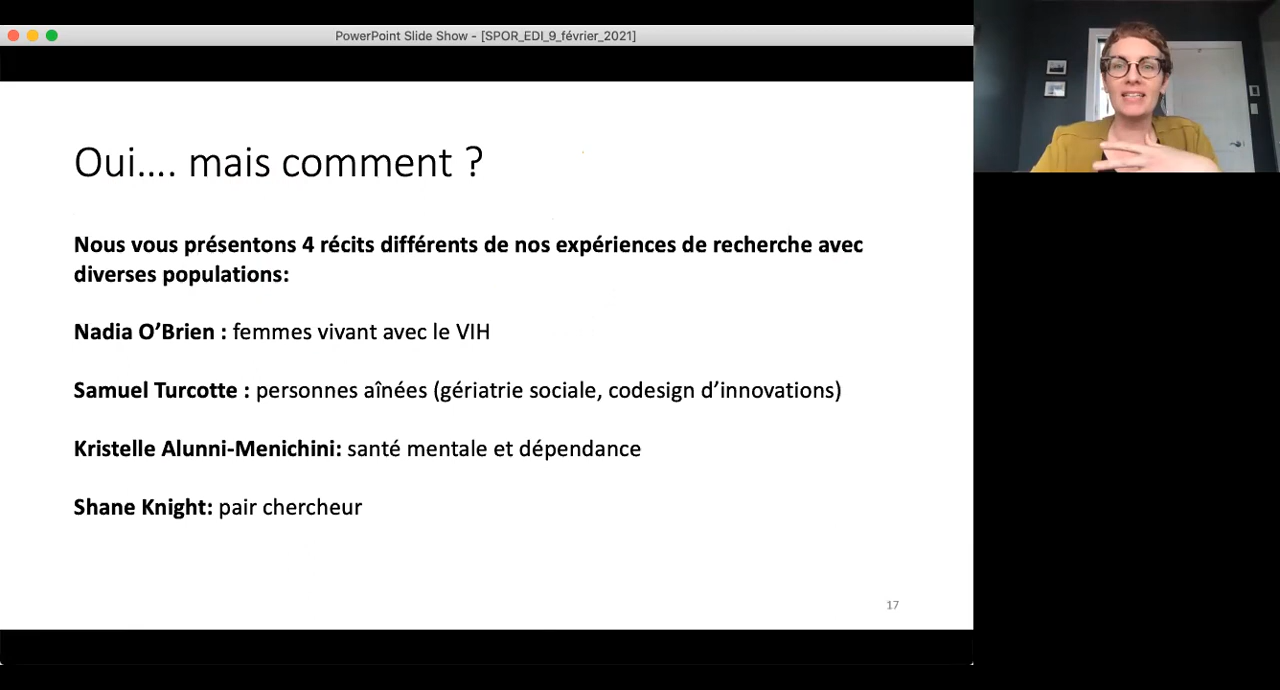 PowerPoint Slide Show - [SPOR_EDI_9_février_2021]
Oui.... mais comment ?
Nous vous présentons 4 récits différents de nos expériences de recherche avec
diverses populations:
Nadia O’Brien : femmes vivant avec le VIH
Samuel Turcotte : personnes aînées (gériatrie sociale, codesign d’innovations)
Kristelle Alunni-Menichini: santé mentale et dépendance
Shane Knight: pair chercheur
17